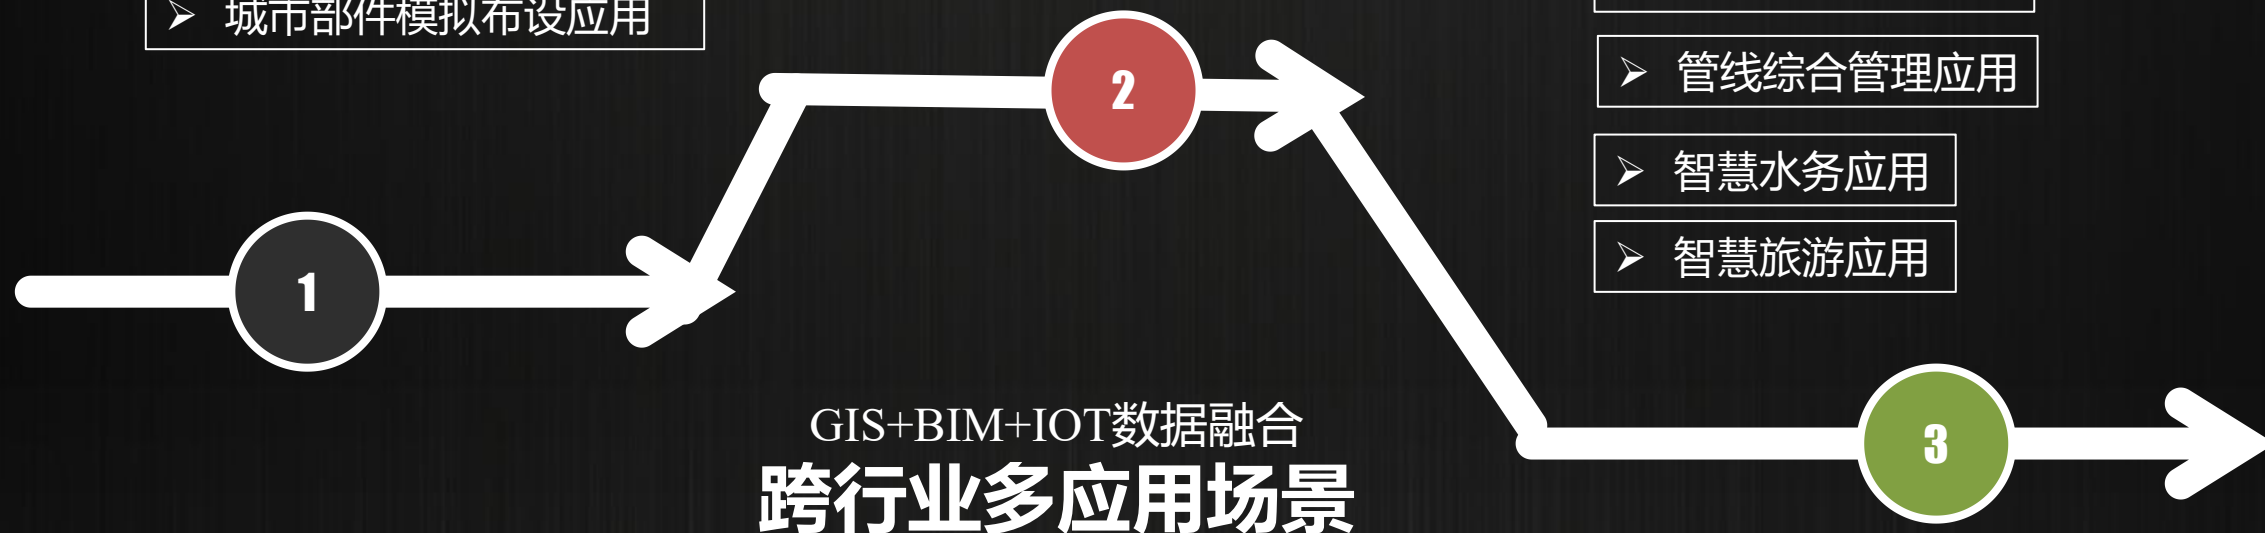 ➢ 城市部件模拟布设应用
2
➢ 管线综合管理应用
➢ 智慧水务应用
➢ 智慧旅游应用
1
GIS+BIM+IOT数据融合
3
跨行业多应用场景